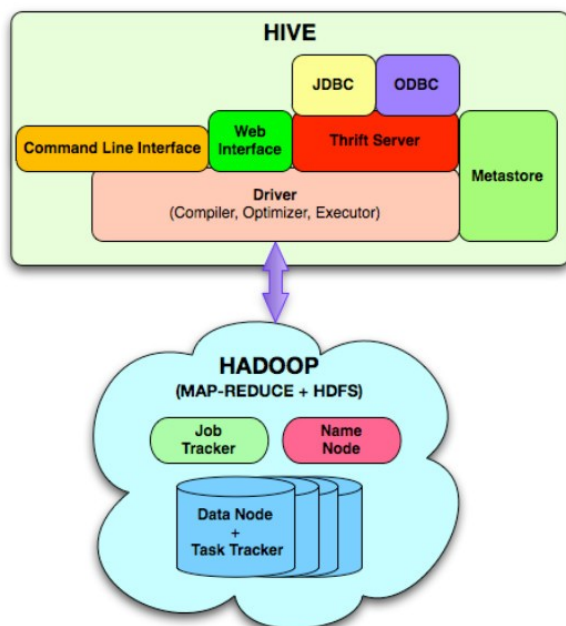 HIVE
JDBC
ODBC
Command Line Interface
Web
Interface
Thrift Server
Metastore
Driver
(Compiler, Optimizer, Executor)
HADOOP
(MAP-REDUCE + HDFS)
Job
Tracker
Name
Node
Data Node
+
Task Tracker